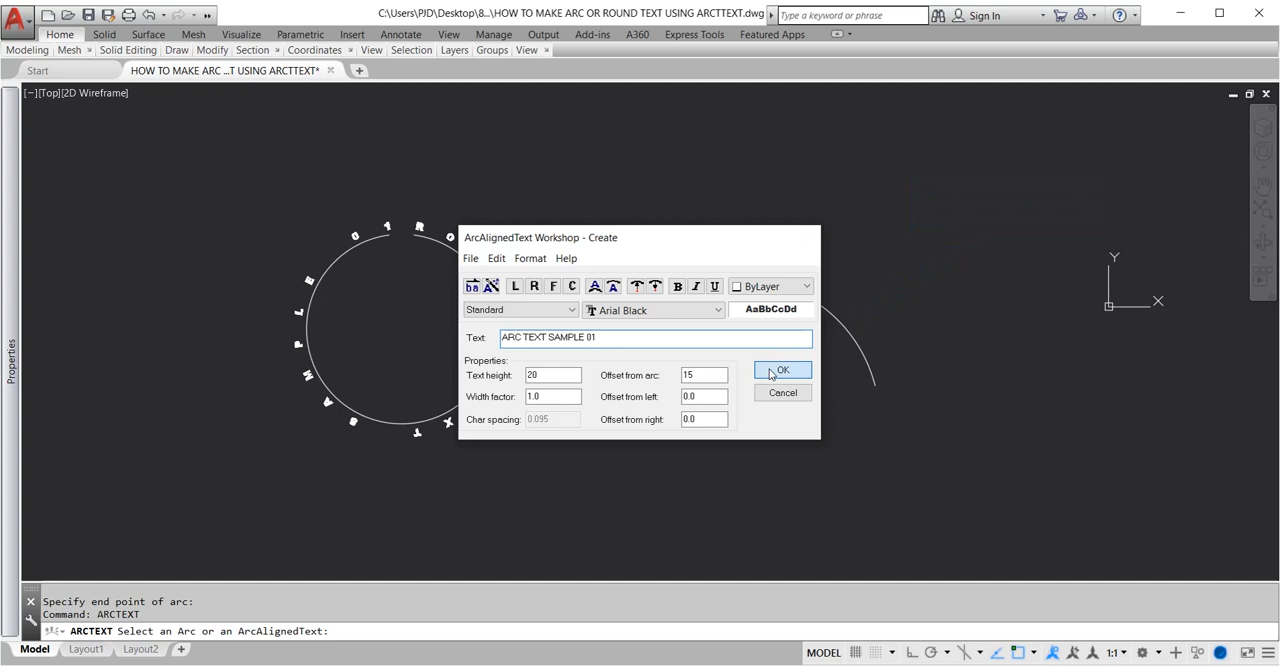 C:\Users\PJD\Desktop\8...\HOW TO MAKE ARC OR ROUND TEXT USING ARCTTEXT.dwg
Type a keyword or phrase
Sign In
Home Solid Surface Mesh Visualize Parametric Insert Annotate View Manage Output Add-ins A360 Express Tools Featured Apps
Modeling Mesh Solid Editing Draw Modify Section Coordinates View Selection Layers Groups View
Start
HOW TO MAKE ARC ...T USING ARCTTEXT*
[−][Top][2D Wireframe]
Properties
ArcAlignedText Workshop - Create
File Edit Format Help
ba L R F C A A B I U ByLayer
Standard Arial Black AaBbCcDd
Text: ARC TEXT SAMPLE 01
Properties:
Text height: 20 Offset from arc: 15 OK
Width factor: 1.0 Offset from left: 0.0 Cancel
Char spacing: 0.095 Offset from right: 0.0
Y
X
Specify end point of arc:
Command: ARCTEXT
ARCTEXT Select an Arc or an ArcAlignedText:
Model Layout1 Layout2
MODEL 1:1